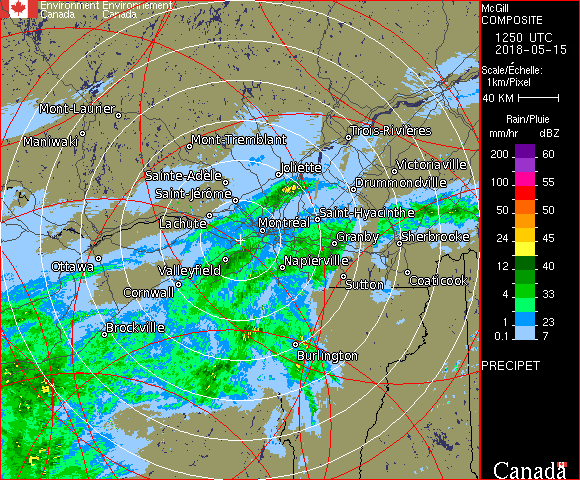 Environment Environnement
Canada Canada
Mont-Laurier
Maniwaki
Mont-Tremblant
Trois-Rivières
Sainte-Adèle
Joliette
Victoriaville
Saint-Jérôme
Drummondville
Lachute
Montréal
Saint-Hyacinthe
Granby
Sherbrooke
Ottawa
Valleyfield
Napierville
Cornwall
Sutton
Coaticook
Brockville
Burlington
McGill
COMPOSITE
1250 UTC
2018-05-15
Scale/Échelle:
1km/Pixel
40 KM
Rain/Pluie
mm/hr dBZ
200 60
100 55
50 50
24 45
12 40
4 33
1 23
0.1 7
PRECIPET
Canada